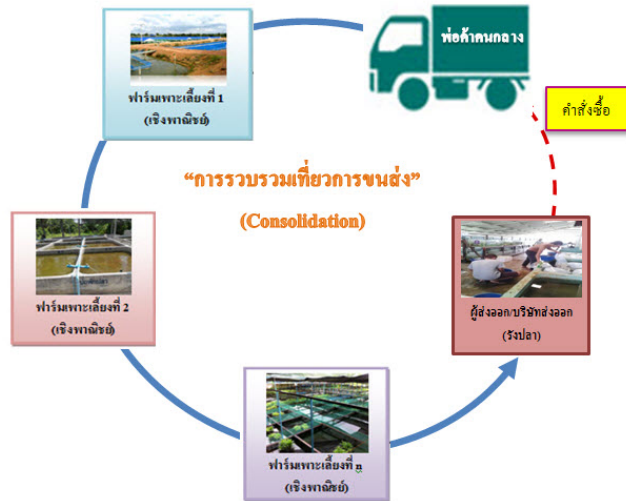 พ่อค้าคนกลาง
คำสั่งซื้อ
ฟาร์มเพาะเลี้ยงที่ 1
(เชิงพาณิชย์)
“การรวบรวมเที่ยวการขนส่ง”
(Consolidation)
ฟาร์มเพาะเลี้ยงที่ 2
(เชิงพาณิชย์)
ผู้ส่งออก/บริษัทส่งออก
(รังปลา)
ฟาร์มเพาะเลี้ยงที่ n
(เชิงพาณิชย์)